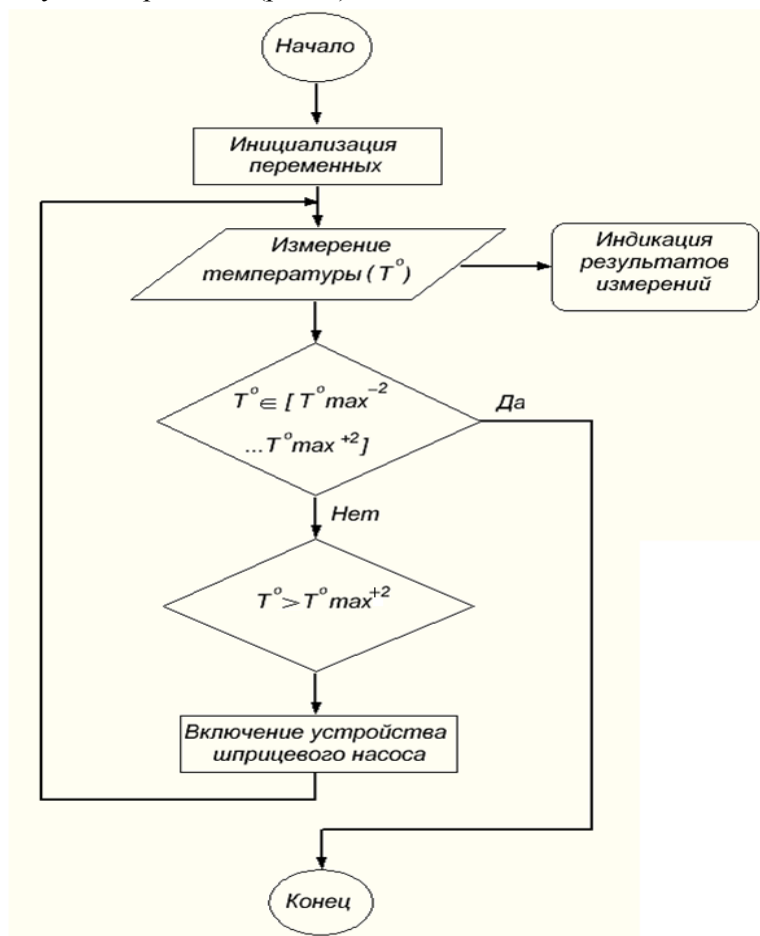 Начало
Инициализация
переменных
Измерение
температуры (T°)
Индикация
результатов
измерений
T°∈ [ T°max⁻²
...T°max⁺²]
Да
Нет
T°>T°max⁺²
Включение устройства
шприцевого насоса
Конец